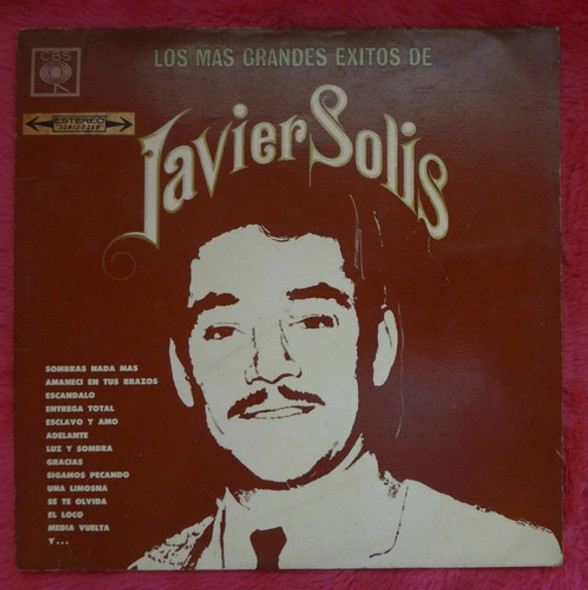 LOS MAS GRANDES EXITOS DE...
CBS
ESTEREO
Javier Solis
SOMBRAS NADA MAS
AMANECI EN TUS BRAZOS
ESCANDALO
ENTREGA TOTAL
ESCLAVO Y AMO
ADELANTE
LUZ Y SOMBRA
GRACIAS
SIGAMOS PECANDO
UNA LIMOSNA
SE TE OLVIDA
EL LOCO
MEDIA VUELTA
Y...